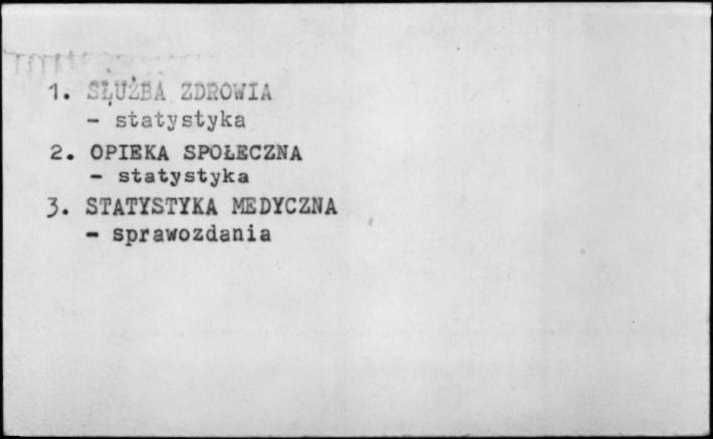 1. SŁUŻBA ZDROWIA
- statystyka
2. OPIEKA SPOŁECZNA
- statystyka
3. STATYSTYKA MEDYCZNA
- sprawozdania